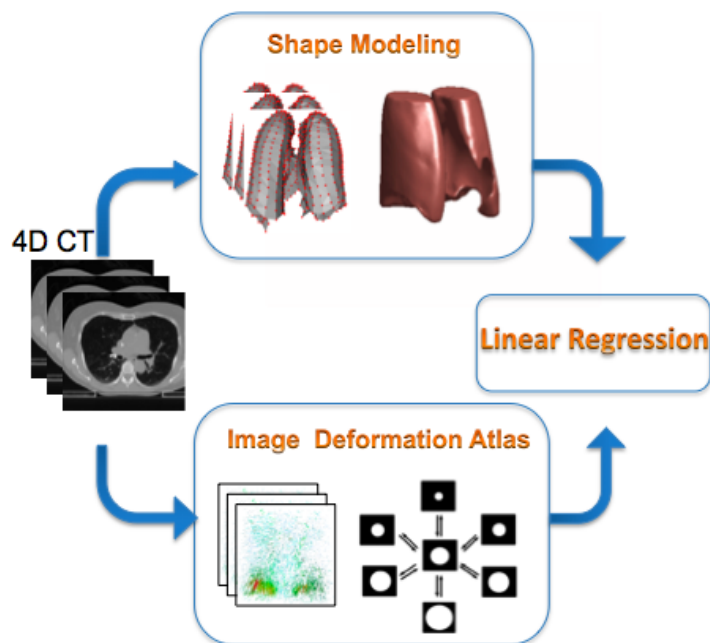 Shape Modeling
4D CT
Linear Regression
Image Deformation Atlas